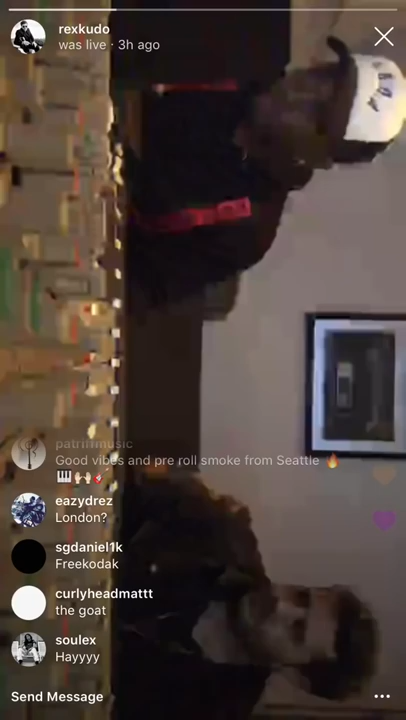 rexkudo
was live · 3h ago
patriffmusic
Good vibes and pre roll smoke from Seattle 🔥
🎹🙌🏼🎸
eazydrez
London?
sgdaniel1k
Freekodak
curlyheadmattt
the goat
soulex
Hayyyy
Send Message